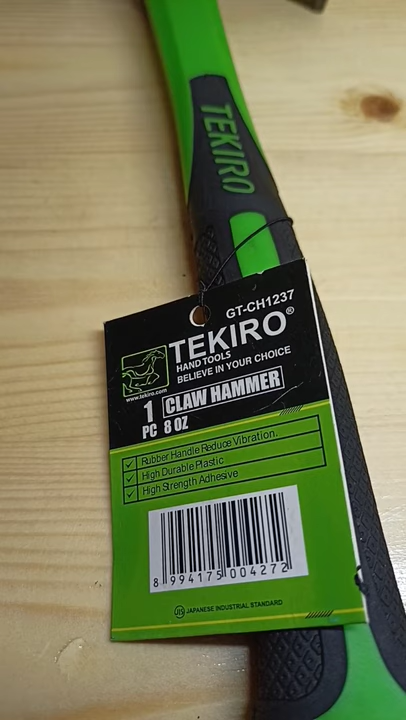 TEKIRO
GT-CH1237
TEKIRO®
HAND TOOLS
BELIEVE IN YOUR CHOICE
www.tekiro.com
1 PC
CLAW HAMMER
8 OZ
Rubber Handle Reduce Vibration.
High Durable Plastic
High Strength Adhesive
8 994175 004272
JIS JAPANESE INDUSTRIAL STANDARD